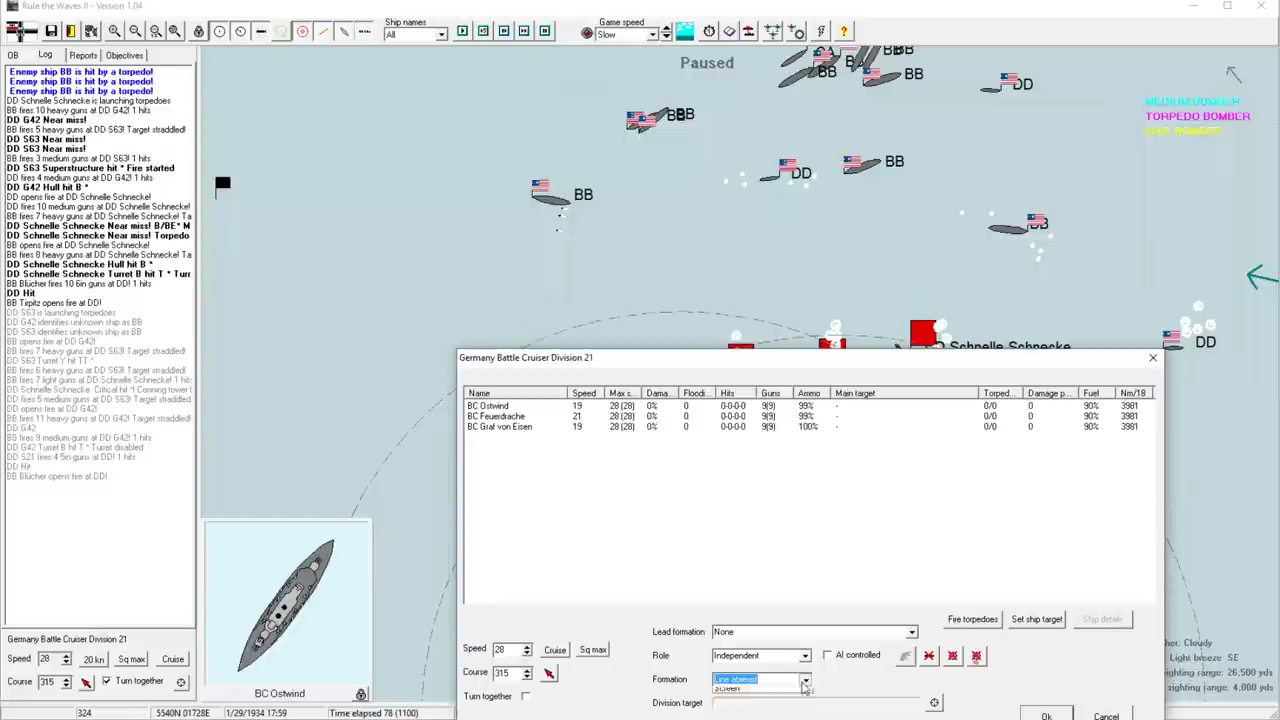 Rule the Waves II - Version 1.04
Ship names
All
Game speed
Slow
OB Log Reports Objectives
Paused
Enemy ship BB is hit by a torpedo!
Enemy ship BB is hit by a torpedo!
Enemy ship BB is hit by a torpedo!
DD Schnelle Schnecke is launching torpedoes
BB fires 10 heavy guns at DD G42! 1 hits
DD G42 Near miss!
BB fires 5 heavy guns at DD S63! Target straddled!
DD S63 Near miss!
DD S63 Near miss!
BB fires 3 medium guns at DD S63! 1 hits
DD S63 Superstructure hit * Fire started
DD fires 4 medium guns at DD G42! 1 hits
DD G42 Hull hit B *
DD opens fire at DD Schnelle Schnecke!
DD fires 10 medium guns at DD Schnelle Schnecke!
BB fires 7 heavy guns at DD Schnelle Schnecke! Ta
DD Schnelle Schnecke Near miss! B/BE* M
DD Schnelle Schnecke Near miss! Torpedo
BB opens fire at DD Schnelle Schnecke!
BB fires 8 heavy guns at DD Schnelle Schnecke! Ta
DD Schnelle Schnecke Hull hit B *
DD Schnelle Schnecke Turret B hit T * Turr
BB Blücher fires 10 6in guns at DD! 1 hits
DD Hit
BB Tirpitz opens fire at DD!
DD S63 is launching torpedoes
DD G42 identifies unknown ship as BB
DD S63 identifies unknown ship as BB
BB opens fire at DD G42!
BB fires 7 heavy guns at DD S63! Target straddled!
DD S63 Turret Y hit TT *
BB fires 6 heavy guns at DD S63! Target straddled!
BB fires 7 light guns at DD Schnelle Schnecke! 1 hits
DD Schnelle Schnecke Critical hit * Conning tower
DD fires 5 medium guns at DD S63! Target straddled
DD opens fire at DD G42!
BB fires 11 heavy guns at DD G42! Target straddled!
DD G42
BB fires 9 medium guns at DD G42! 1 hits
DD G42 Turret B hit T * Turret disabled
DD S21 fires 4 5in guns at DD! 1 hits
DD Hit
BB Blücher opens fire at DD!
BB
BB
BB
DD
BB
BB
DD
BB
BB
DD
DD
MEDIUM BOMBER
TORPEDO BOMBER
DIVE BOMBER
Schnelle Schnecke
Germany Battle Cruiser Division 21
Name Speed Max s... Dama... Floodi... Hits Guns Ammo Main target Torped... Damage p... Fuel Nm/18
BC Ostwind 19 28 (28) 0% 0 0-0-0-0 9(9) 99% - 0/0 0 90% 3981
BC Feuerdrache 21 28 (28) 0% 0 0-0-0-0 9(9) 99% - 0/0 0 90% 3981
BC Graf von Eisen 19 28 (28) 0% 0 0-0-0-0 9(9) 100% - 0/0 0 90% 3981
Fire torpedoes Set ship target Ship details
Lead formation None
Speed 28 Cruise Sq max
Role Independent AI controlled
Course 315
Formation Line abreast
Screen
Turn together
Division target
Ok Cancel
BC Ostwind
Germany Battle Cruiser Division 21
Speed 28 20 kn Sq max Cruise
Course 315 Turn together
her: Cloudy
Light breeze SE
sighting range: 26,500 yds
sighting range: 4,000 yds
324 5540N 01728E 1/29/1934 17:59 Time elapsed 78 (1100)